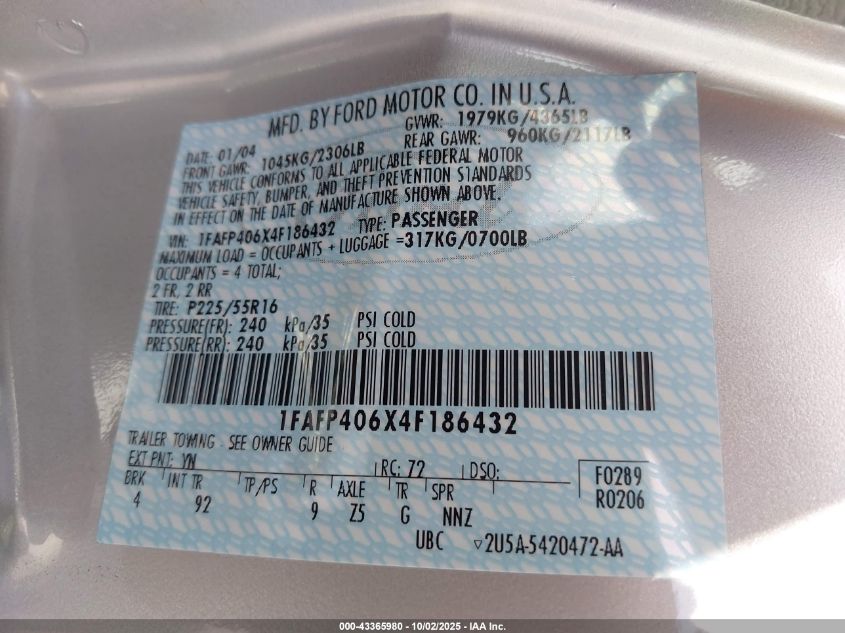 MFD. BY FORD MOTOR CO. IN U.S.A.
DATE: 01/04 GVWR: 1979KG/4365LB
FRONT GAWR: 1045KG/2306LB REAR GAWR: 960KG/2117LB
THIS VEHICLE CONFORMS TO ALL APPLICABLE FEDERAL MOTOR
VEHICLE SAFETY, BUMPER, AND THEFT PREVENTION STANDARDS
IN EFFECT ON THE DATE OF MANUFACTURE SHOWN ABOVE.
VIN: 1FAFP406X4F186432 TYPE: PASSENGER
MAXIMUM LOAD = OCCUPANTS + LUGGAGE =317KG/0700LB
OCCUPANTS = 4 TOTAL;
2 FR, 2 RR
TIRE: P225/55R16
PRESSURE(FR): 240 kPa/35 PSI COLD
PRESSURE(RR): 240 kPa/35 PSI COLD
1FAFP406X4F186432
TRAILER TOWING - SEE OWNER GUIDE
EXT PNT: YN RC: 72 DSO: F0289
BRK INT TR TP/PS R AXLE TR SPR R0206
4 92 9 Z5 G NNZ
UBC ▽2U5A-5420472-AA
000-43365980 - 10/02/2025 - IAA Inc.